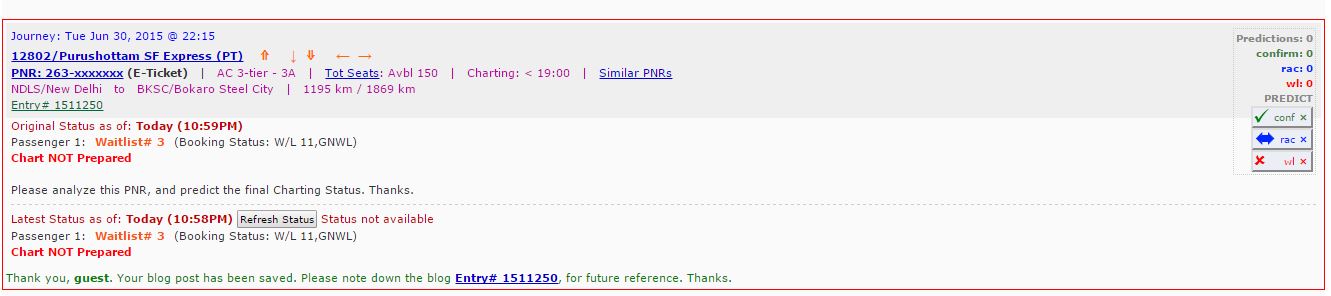 Journey: Tue Jun 30, 2015 @ 22:15
Predictions: 0
12802/Purushottam SF Express (PT) ⇑ ↓ ⇓ ← →
confirm: 0
PNR: 263-xxxxxxx (E-Ticket) | AC 3-tier - 3A | Tot Seats: Avbl 150 | Charting: < 19:00 | Similar PNRs
rac: 0
NDLS/New Delhi to BKSC/Bokaro Steel City | 1195 km / 1869 km
wl: 0
Entry# 1511250
PREDICT
conf ×
rac ×
wl ×
Original Status as of: Today (10:59PM)
Passenger 1: Waitlist# 3 (Booking Status: W/L 11,GNWL)
Chart NOT Prepared
Please analyze this PNR, and predict the final Charting Status. Thanks.
Latest Status as of: Today (10:58PM) Refresh Status Status not available
Passenger 1: Waitlist# 3 (Booking Status: W/L 11,GNWL)
Chart NOT Prepared
Thank you, guest. Your blog post has been saved. Please note down the blog Entry# 1511250, for future reference. Thanks.